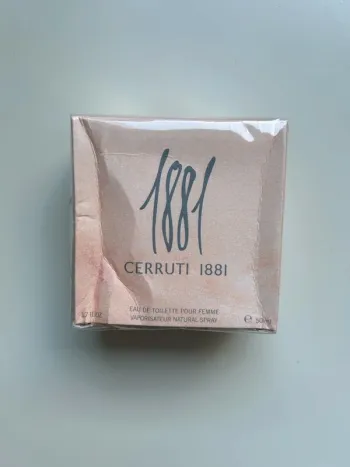 1881
CERRUTI 1881
EAU DE TOILETTE POUR FEMME
VAPORISATEUR NATURAL SPRAY